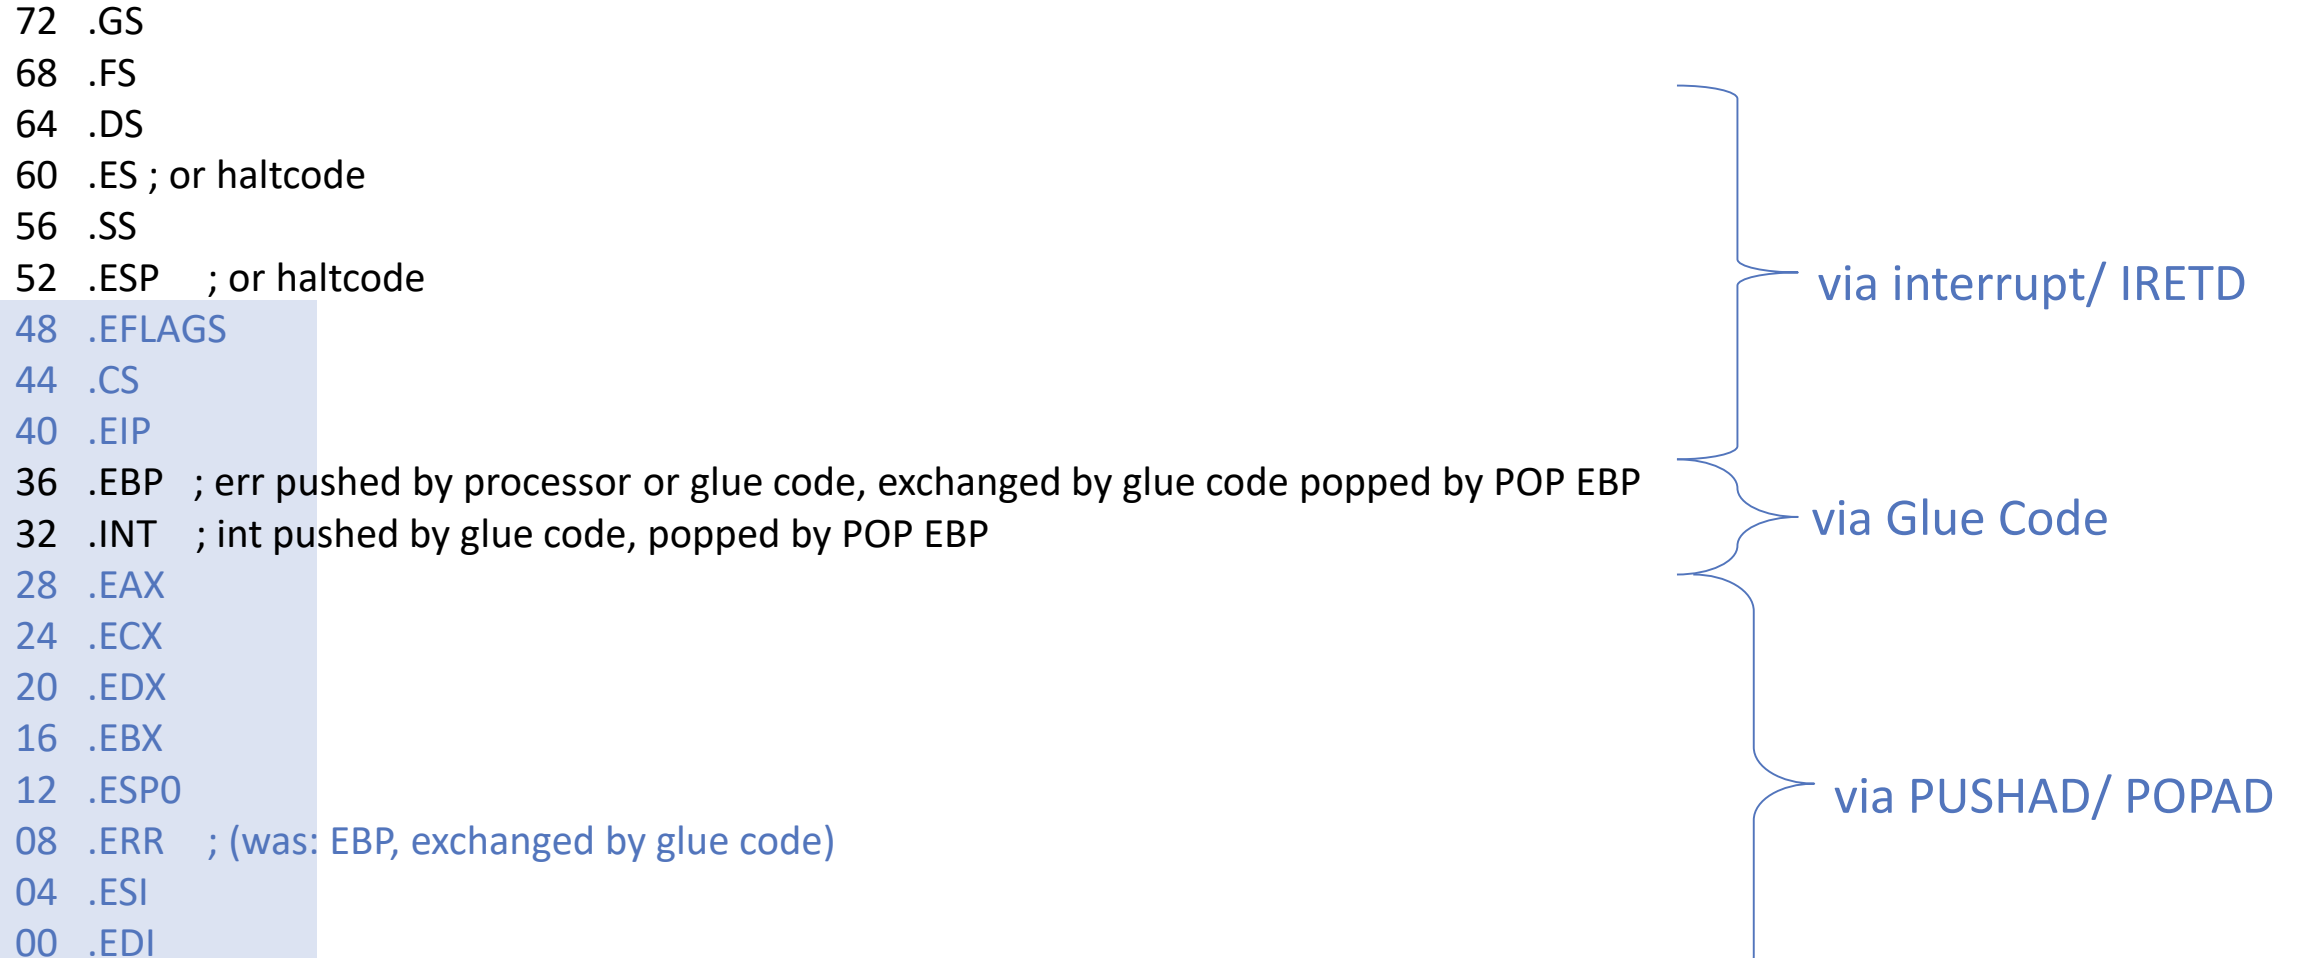 72 .GS
68 .FS
64 .DS
60 .ES ; or haltcode
56 .SS
52 .ESP ; or haltcode
48 .EFLAGS
44 .CS
40 .EIP
36 .EBP ; err pushed by processor or glue code, exchanged by glue code popped by POP EBP
32 .INT ; int pushed by glue code, popped by POP EBP
28 .EAX
24 .ECX
20 .EDX
16 .EBX
12 .ESP0
08 .ERR ; (was: EBP, exchanged by glue code)
04 .ESI
00 .EDI
via interrupt/ IRETD
via Glue Code
via PUSHAD/ POPAD